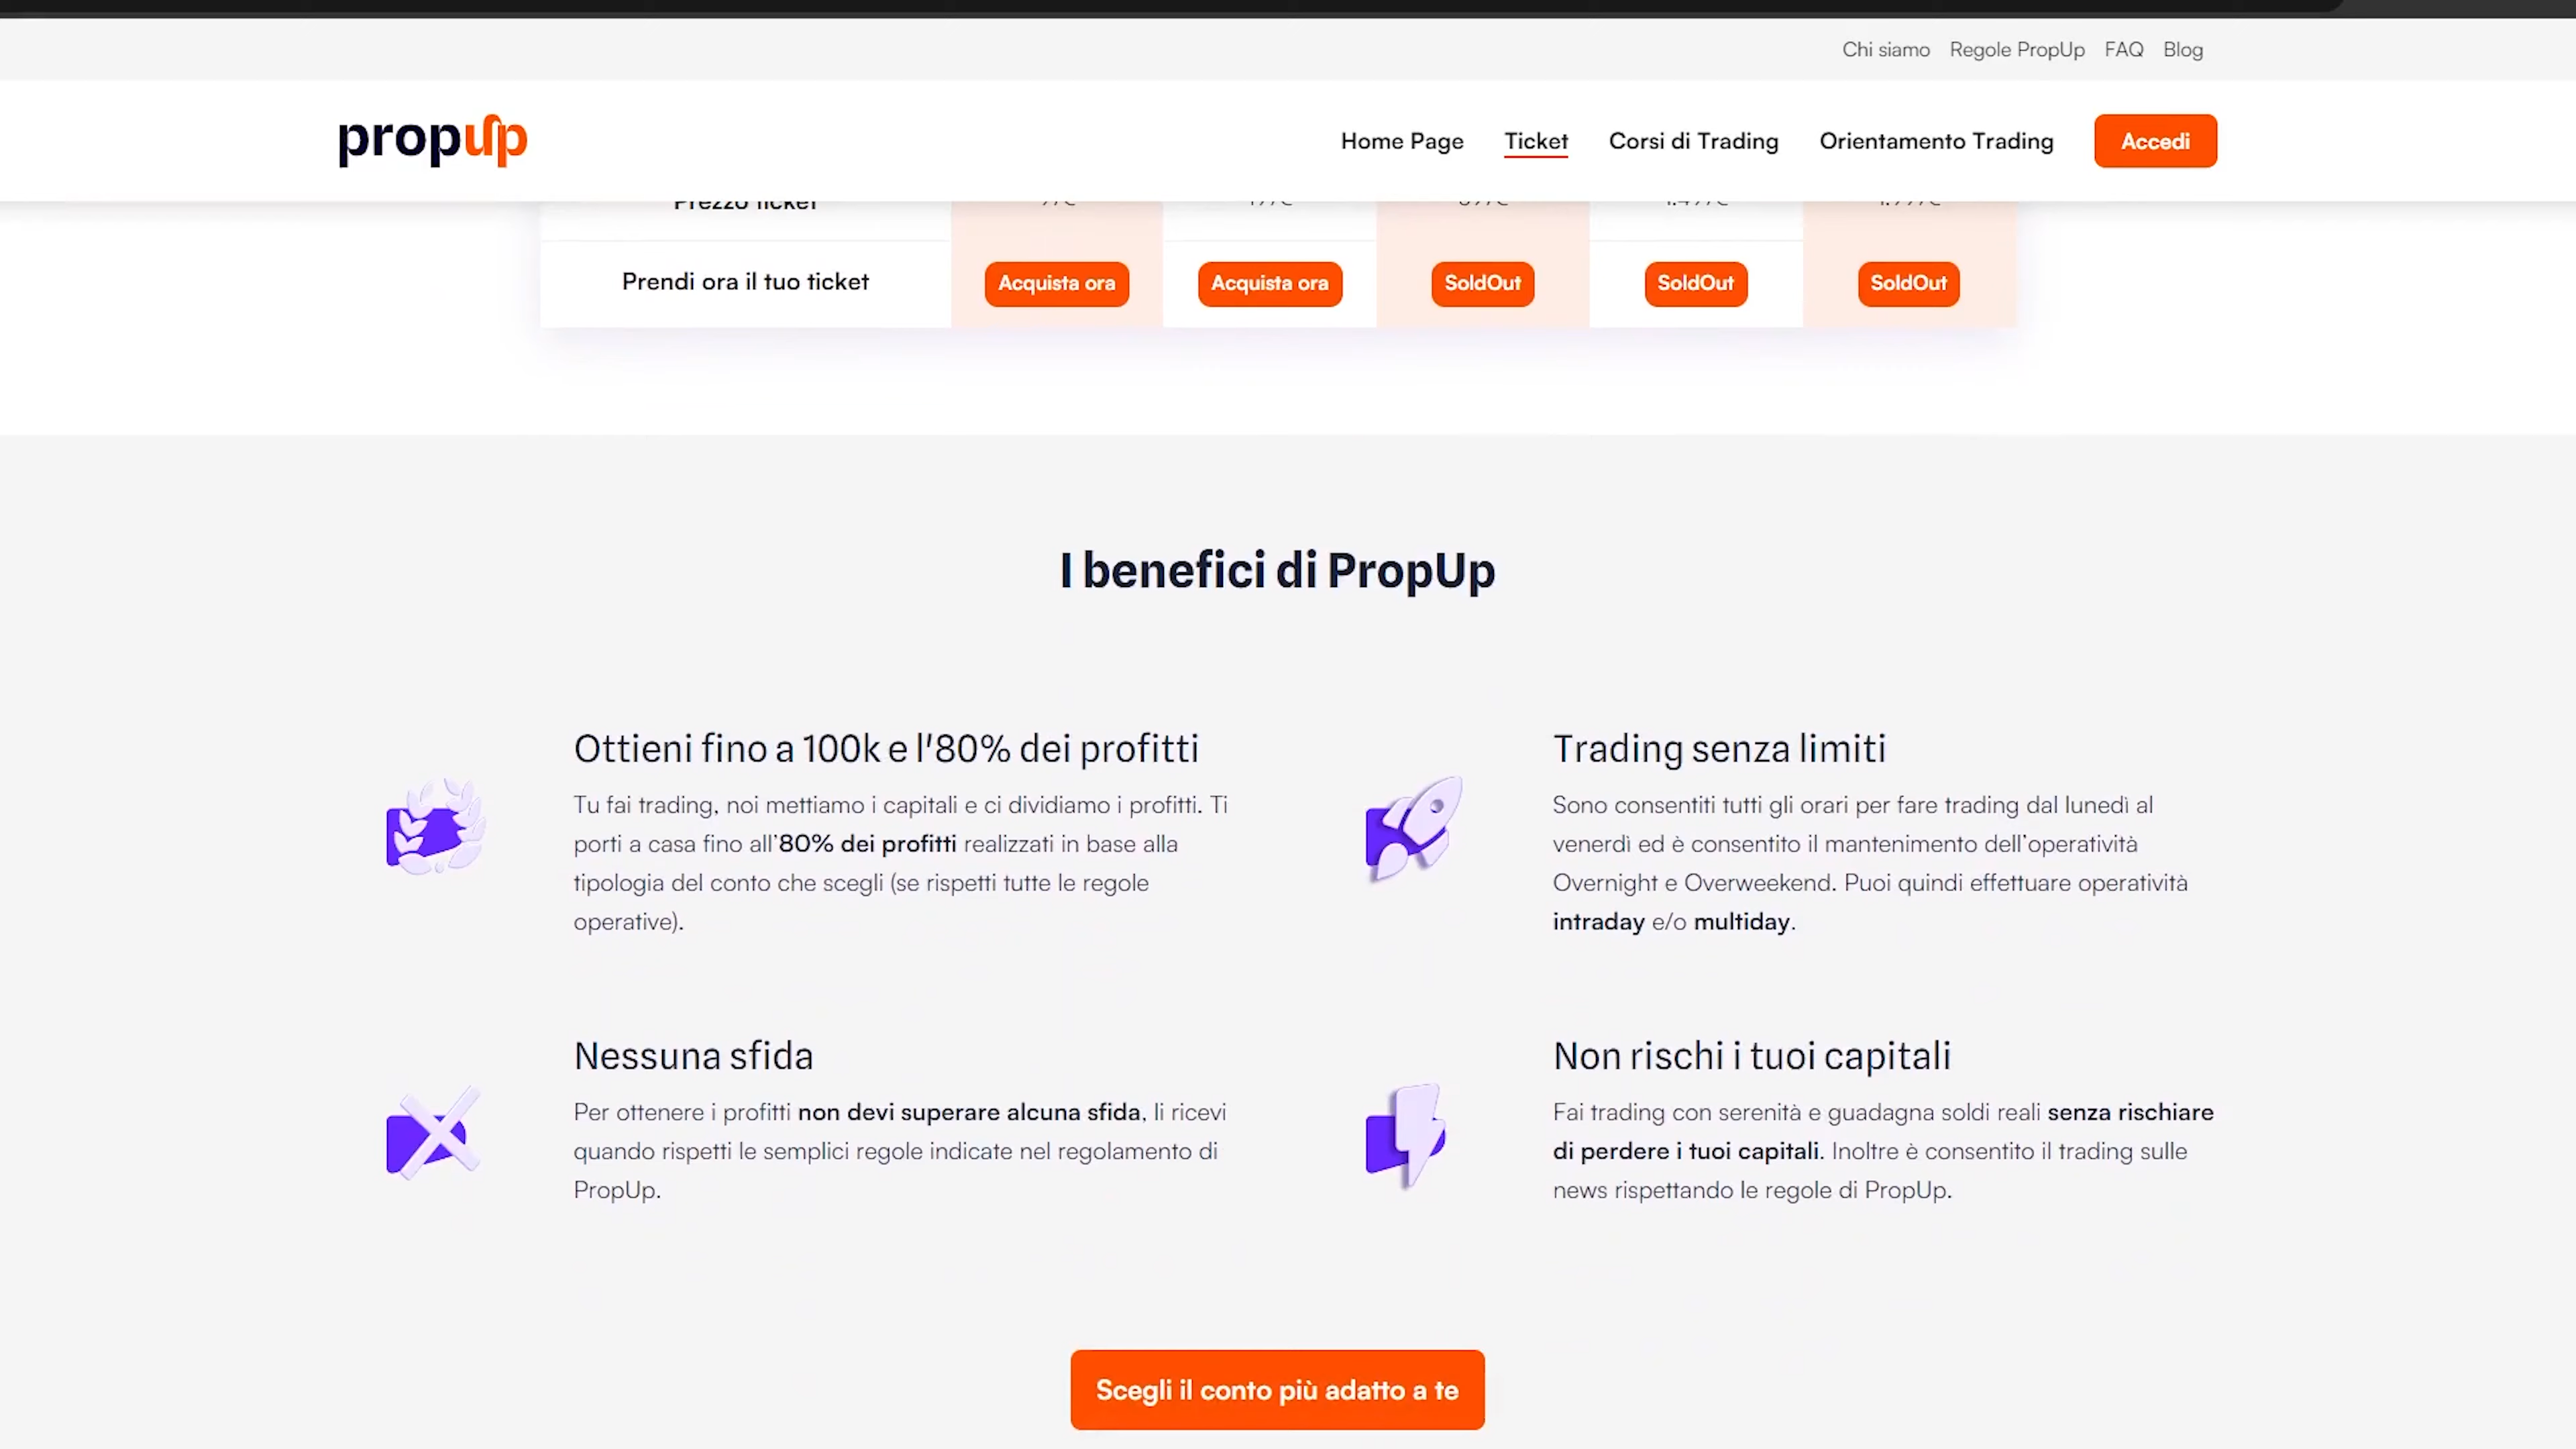 Chi siamo Regole PropUp FAQ Blog
propup
Home Page Ticket Corsi di Trading Orientamento Trading Accedi
Prezzo ticket
Prendi ora il tuo ticket Acquista ora Acquista ora SoldOut SoldOut SoldOut
I benefici di PropUp
Ottieni fino a 100k e l'80% dei profitti
Tu fai trading, noi mettiamo i capitali e ci dividiamo i profitti. Ti
porti a casa fino all'80% dei profitti realizzati in base alla
tipologia del conto che scegli (se rispetti tutte le regole
operative).
Trading senza limiti
Sono consentiti tutti gli orari per fare trading dal lunedì al
venerdì ed è consentito il mantenimento dell'operatività
Overnight e Overweekend. Puoi quindi effettuare operatività
intraday e/o multiday.
Nessuna sfida
Per ottenere i profitti non devi superare alcuna sfida, li ricevi
quando rispetti le semplici regole indicate nel regolamento di
PropUp.
Non rischi i tuoi capitali
Fai trading con serenità e guadagna soldi reali senza rischiare
di perdere i tuoi capitali. Inoltre è consentito il trading sulle
news rispettando le regole di PropUp.
Scegli il conto più adatto a te